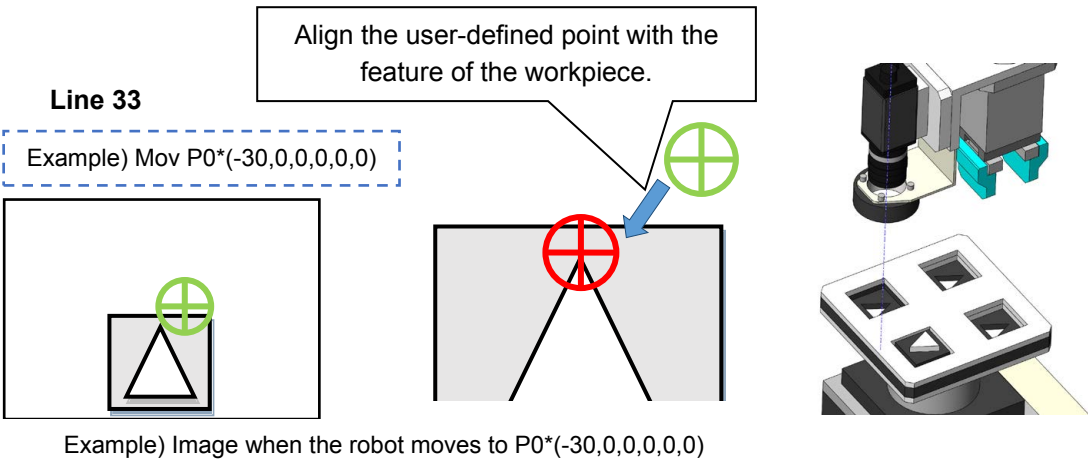 Align the user-defined point with the
feature of the workpiece.
Line 33
Example) Mov P0*(-30,0,0,0,0,0)
Example) Image when the robot moves to P0*(-30,0,0,0,0,0)